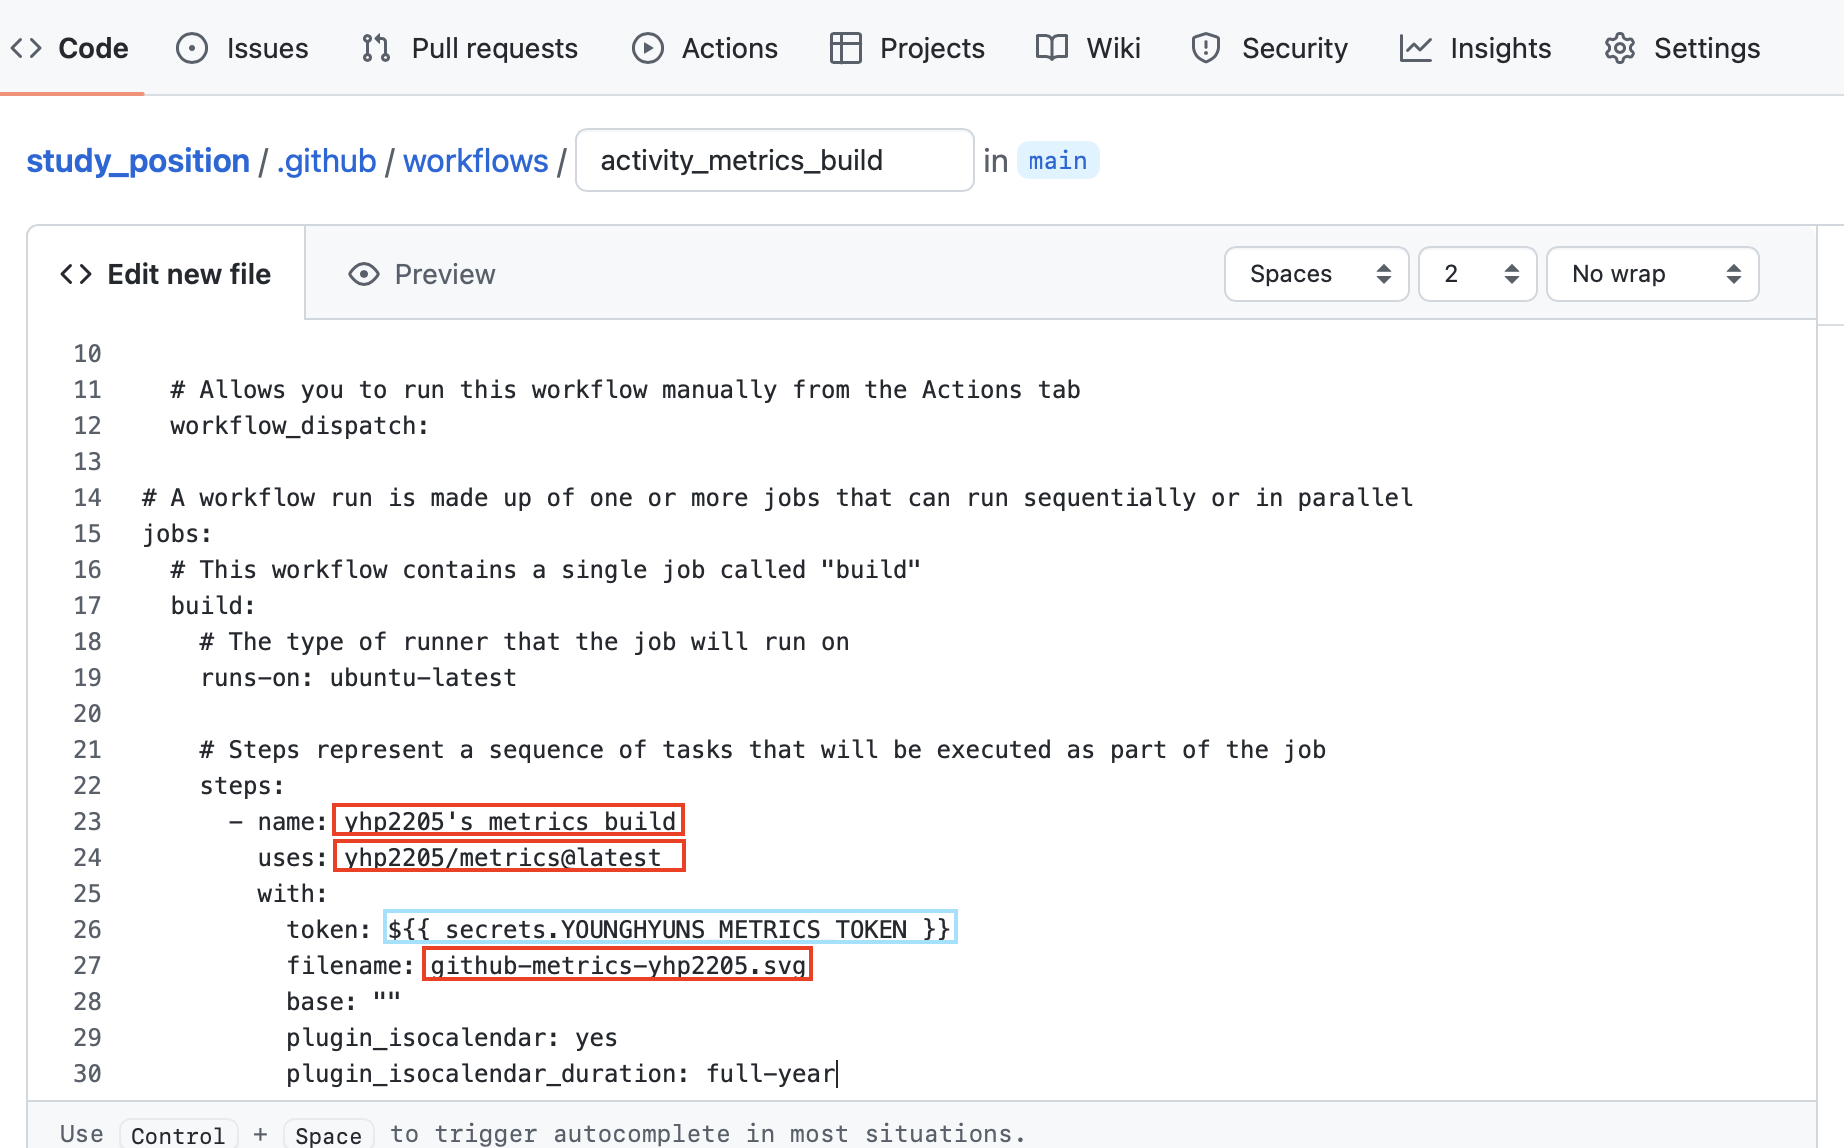 <> Code Issues Pull requests Actions Projects Wiki Security Insights Settings
study_position / .github / workflows / activity_metrics_build in main
<> Edit new file Preview Spaces 2 No wrap
10
11 # Allows you to run this workflow manually from the Actions tab
12 workflow_dispatch:
13
14 # A workflow run is made up of one or more jobs that can run sequentially or in parallel
15 jobs:
16 # This workflow contains a single job called "build"
17 build:
18 # The type of runner that the job will run on
19 runs-on: ubuntu-latest
20
21 # Steps represent a sequence of tasks that will be executed as part of the job
22 steps:
23 - name: yhp2205's metrics build
24 uses: yhp2205/metrics@latest
25 with:
26 token: ${{ secrets.YOUNGHYUNS_METRICS_TOKEN }}
27 filename: github-metrics-yhp2205.svg
28 base: ""
29 plugin_isocalendar: yes
30 plugin_isocalendar_duration: full-year
Use Control + Space to trigger autocomplete in most situations.